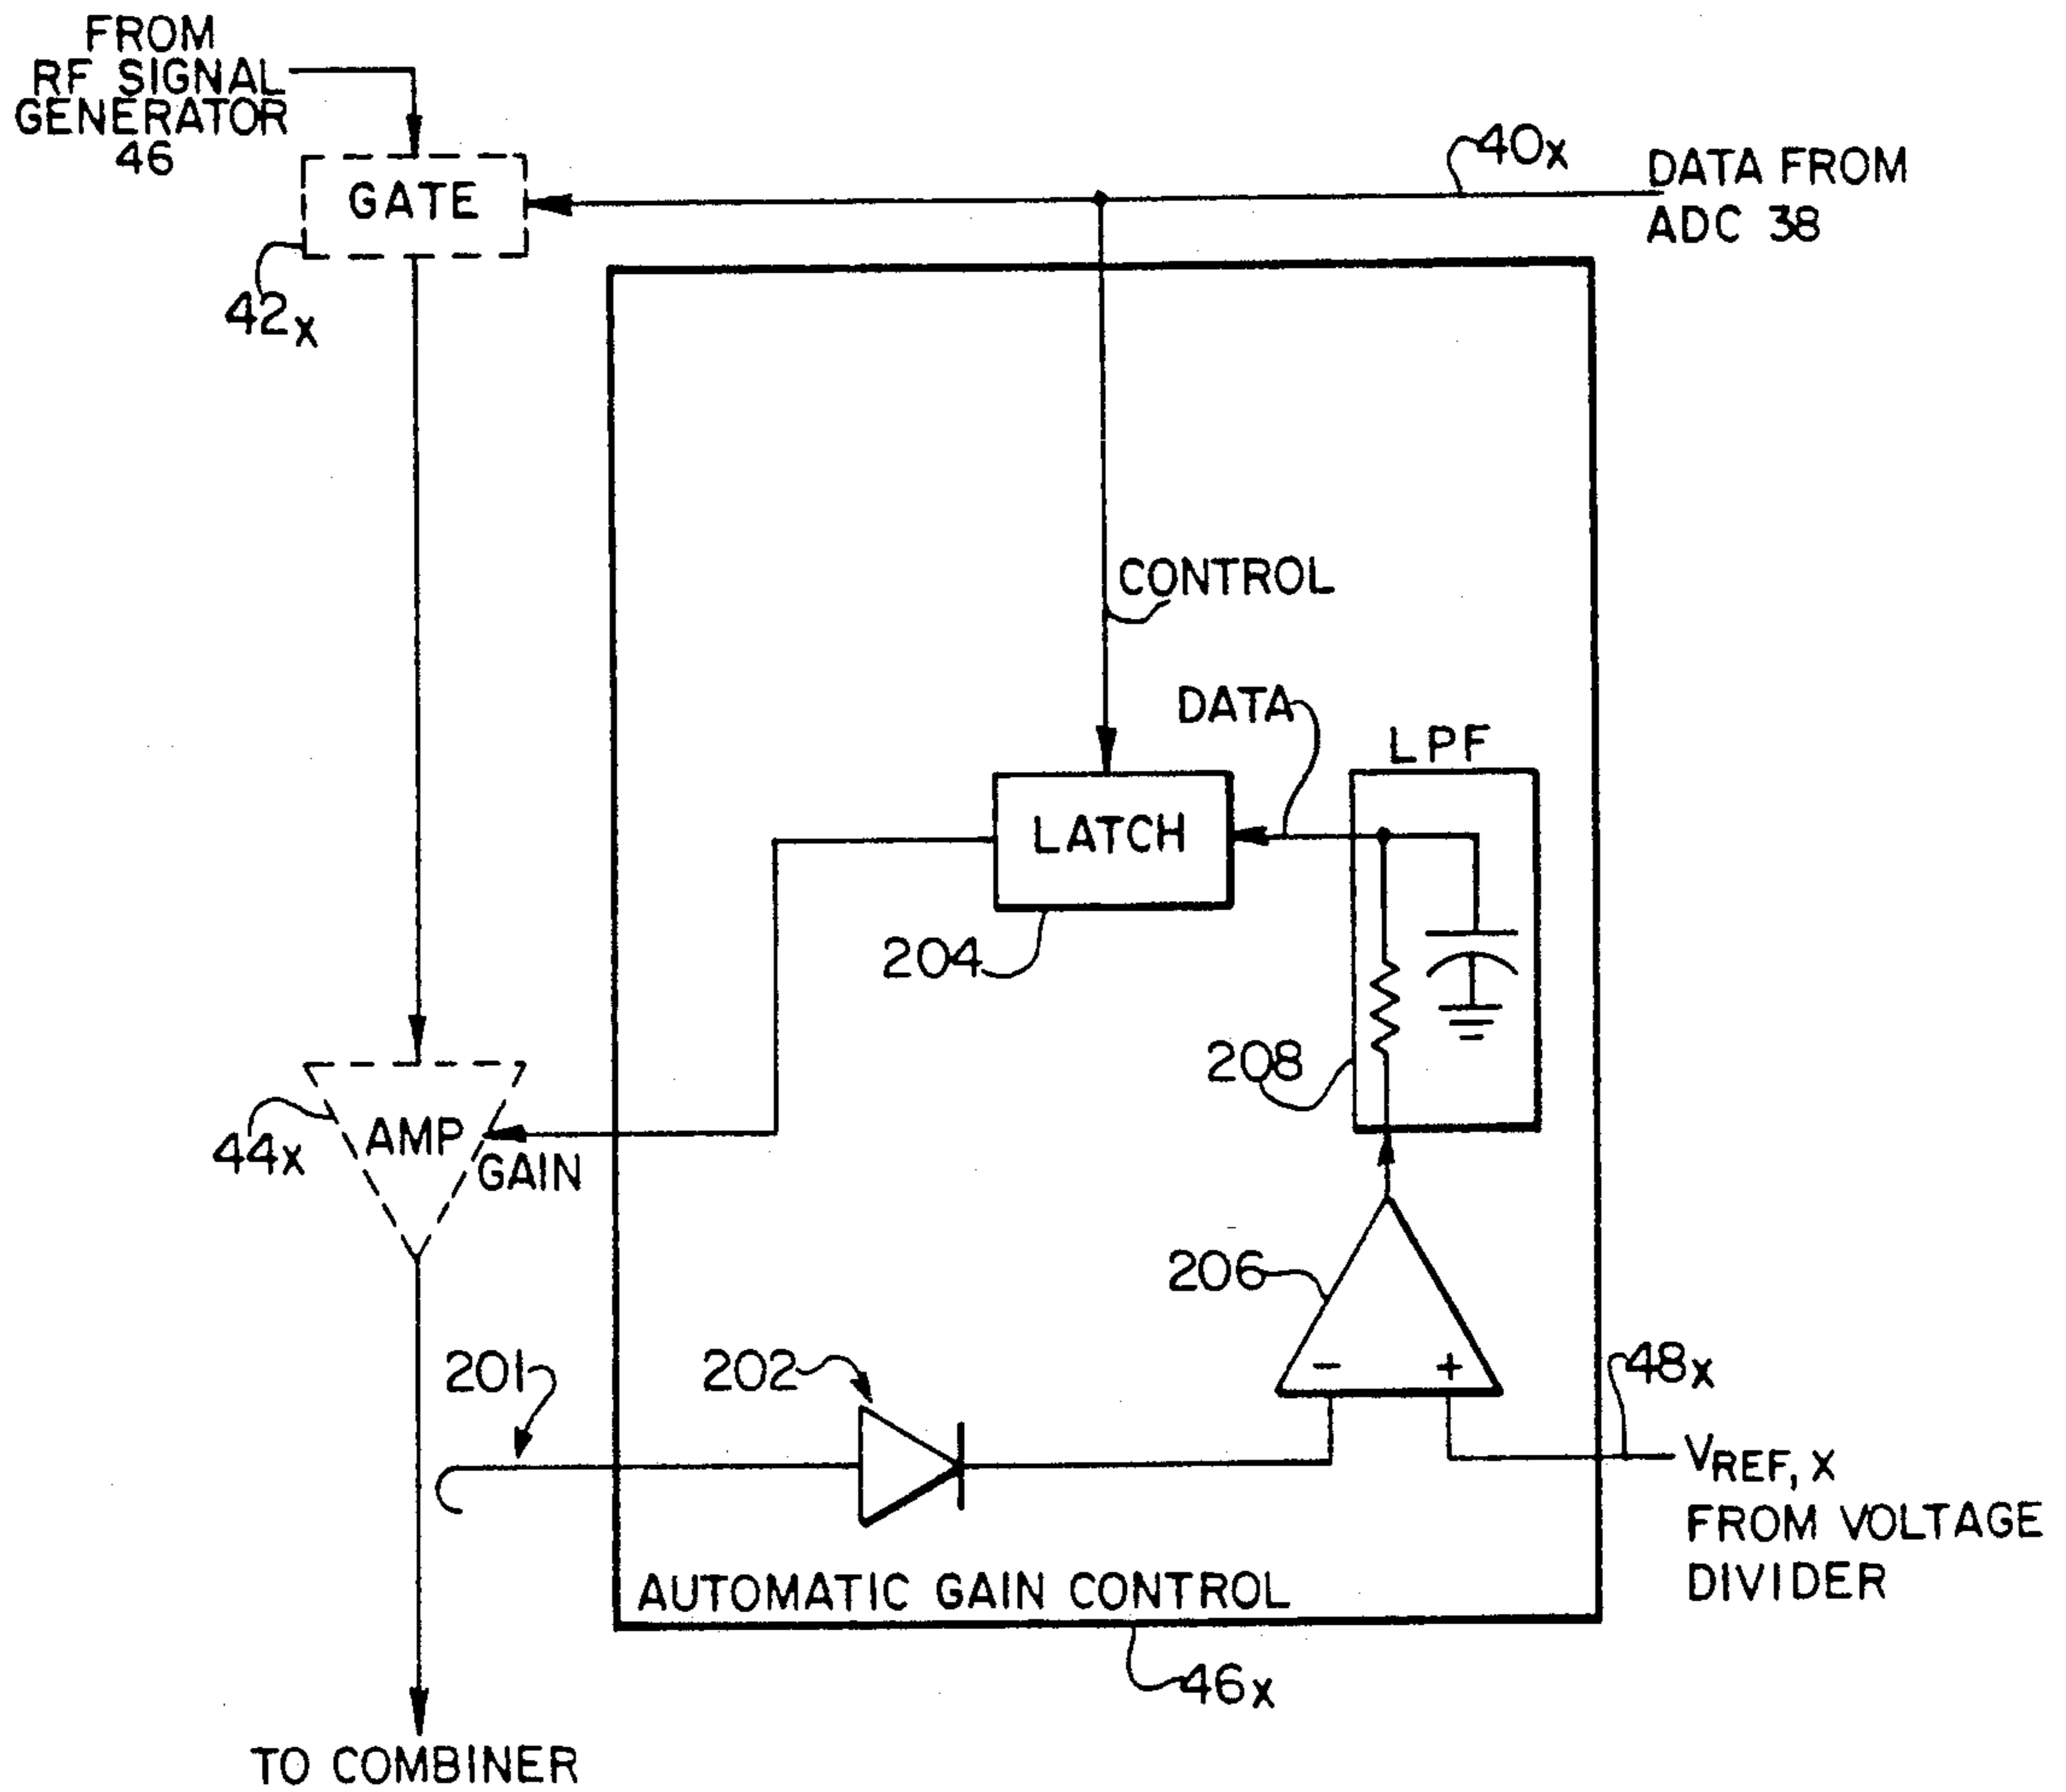 FROM
RF SIGNAL
GENERATOR
46
GATE
42x
40x
DATA FROM
ADC 38
CONTROL
DATA
LPF
LATCH
204
208
AMP
44x
GAIN
206
201
202
- +
48x
VREF, X
FROM VOLTAGE
DIVIDER
AUTOMATIC GAIN CONTROL
46x
TO COMBINER